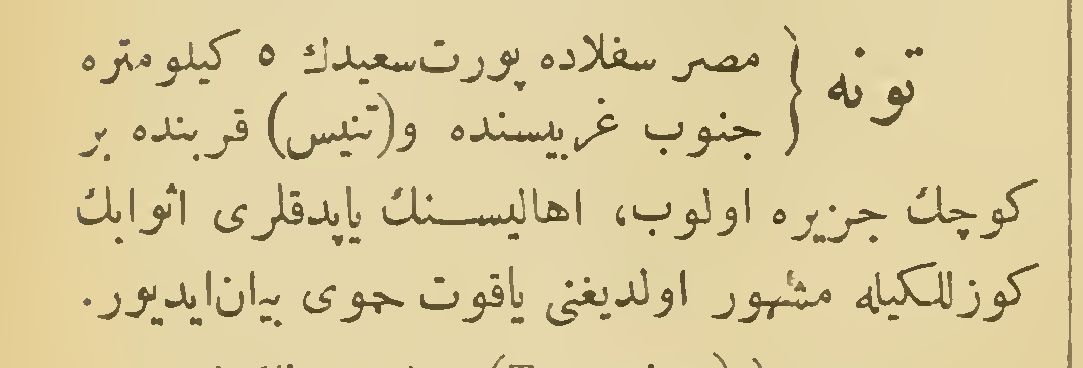 تونه { مصر سفلاده پورت‌سعیدك ٥ كیلومتره
جنوب غربیسنده و(تنیس) قربنده بر
كوچك جزیره اولوب، اهالیسنك یاپدقلری اثوابك
كوزللكیله مشهور اولدیغنی یاقوت حموی بیان‌ایدیور.